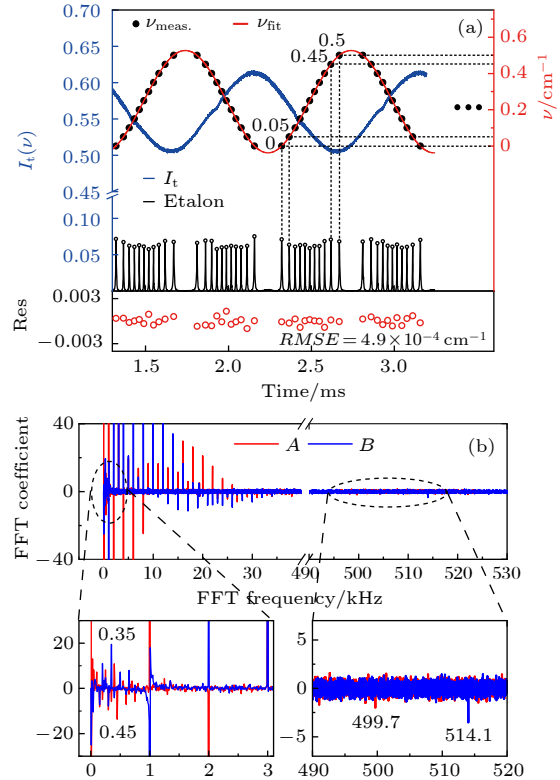 0.70
ν_meas.
ν_fit
(a)
0.5
0.45
0.6
0.65
0.4
0.60
0.2
0.55
0.05
0
0.50
0
0.45
I_t(ν)
ν/cm⁻¹
I_t
Etalon
0.10
0.05
0.003
−0.003
Res
RMSE = 4.9×10⁻⁴ cm⁻¹
1.5 2.0 2.5 3.0
Time/ms
40
0
−40
FFT coefficient
A
B
(b)
0 10 20 30 490 500 510 520 530
FFT frequency/kHz
20
0
−20
0.35
0.45
0 1 2 3
5
0
−5
499.7
514.1
490 500 510 520